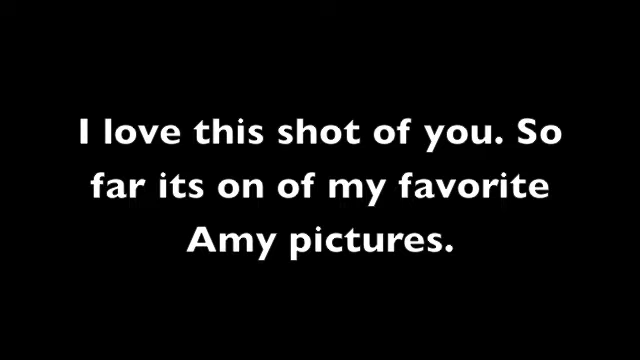 I love this shot of you. So
far its on of my favorite
Amy pictures.